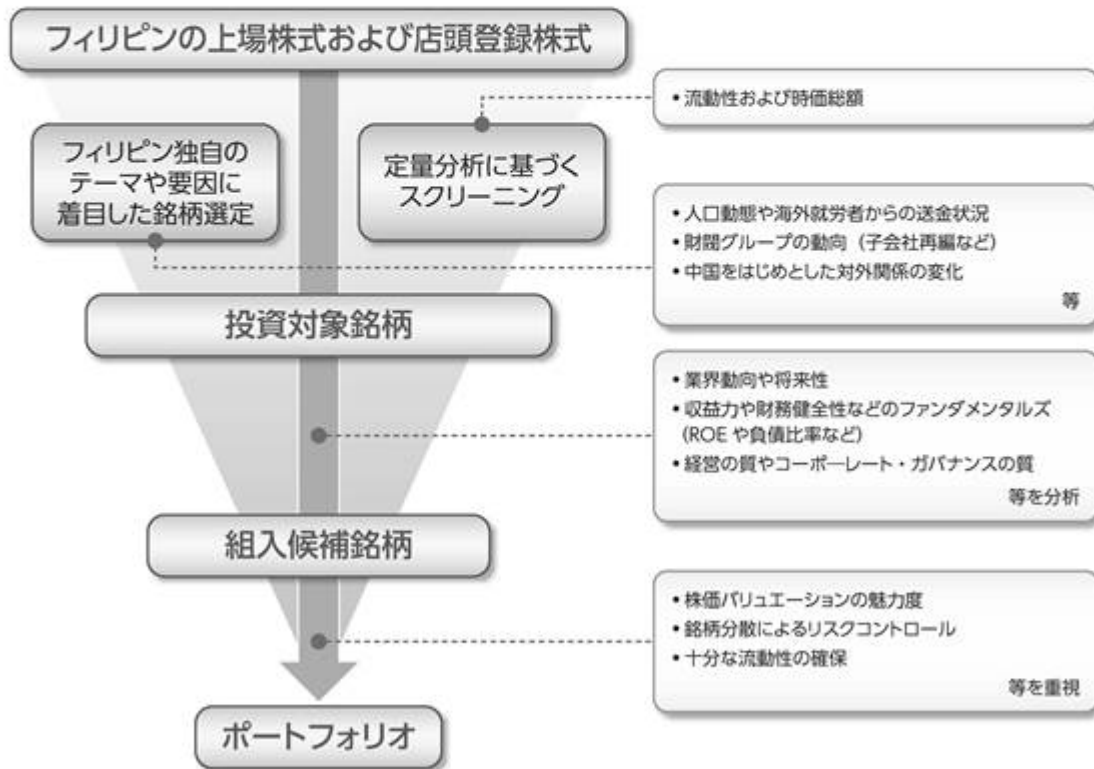 フィリピンの上場株式および店頭登録株式
• 流動性および時価総額
フィリピン独自の
テーマや要因に
着目した銘柄選定
定量分析に基づく
スクリーニング
• 人口動態や海外就労者からの送金状況
• 財閥グループの動向（子会社再編など）
• 中国をはじめとした対外関係の変化
等
投資対象銘柄
• 業界動向や将来性
• 収益力や財務健全性などのファンダメンタルズ
（ROE や負債比率など）
• 経営の質やコーポレート・ガバナンスの質
等を分析
組入候補銘柄
• 株価バリュエーションの魅力度
• 銘柄分散によるリスクコントロール
• 十分な流動性の確保
等を重視
ポートフォリオ